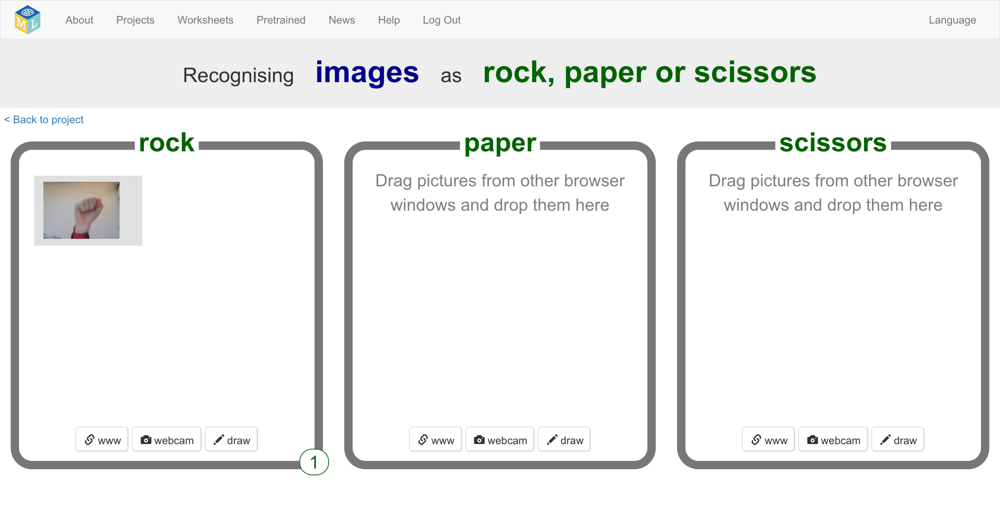 M L About Projects Worksheets Pretrained News Help Log Out Language
Recognising images as rock, paper or scissors
< Back to project
rock
www webcam draw
1
paper
Drag pictures from other browser
windows and drop them here
www webcam draw
scissors
Drag pictures from other browser
windows and drop them here
www webcam draw